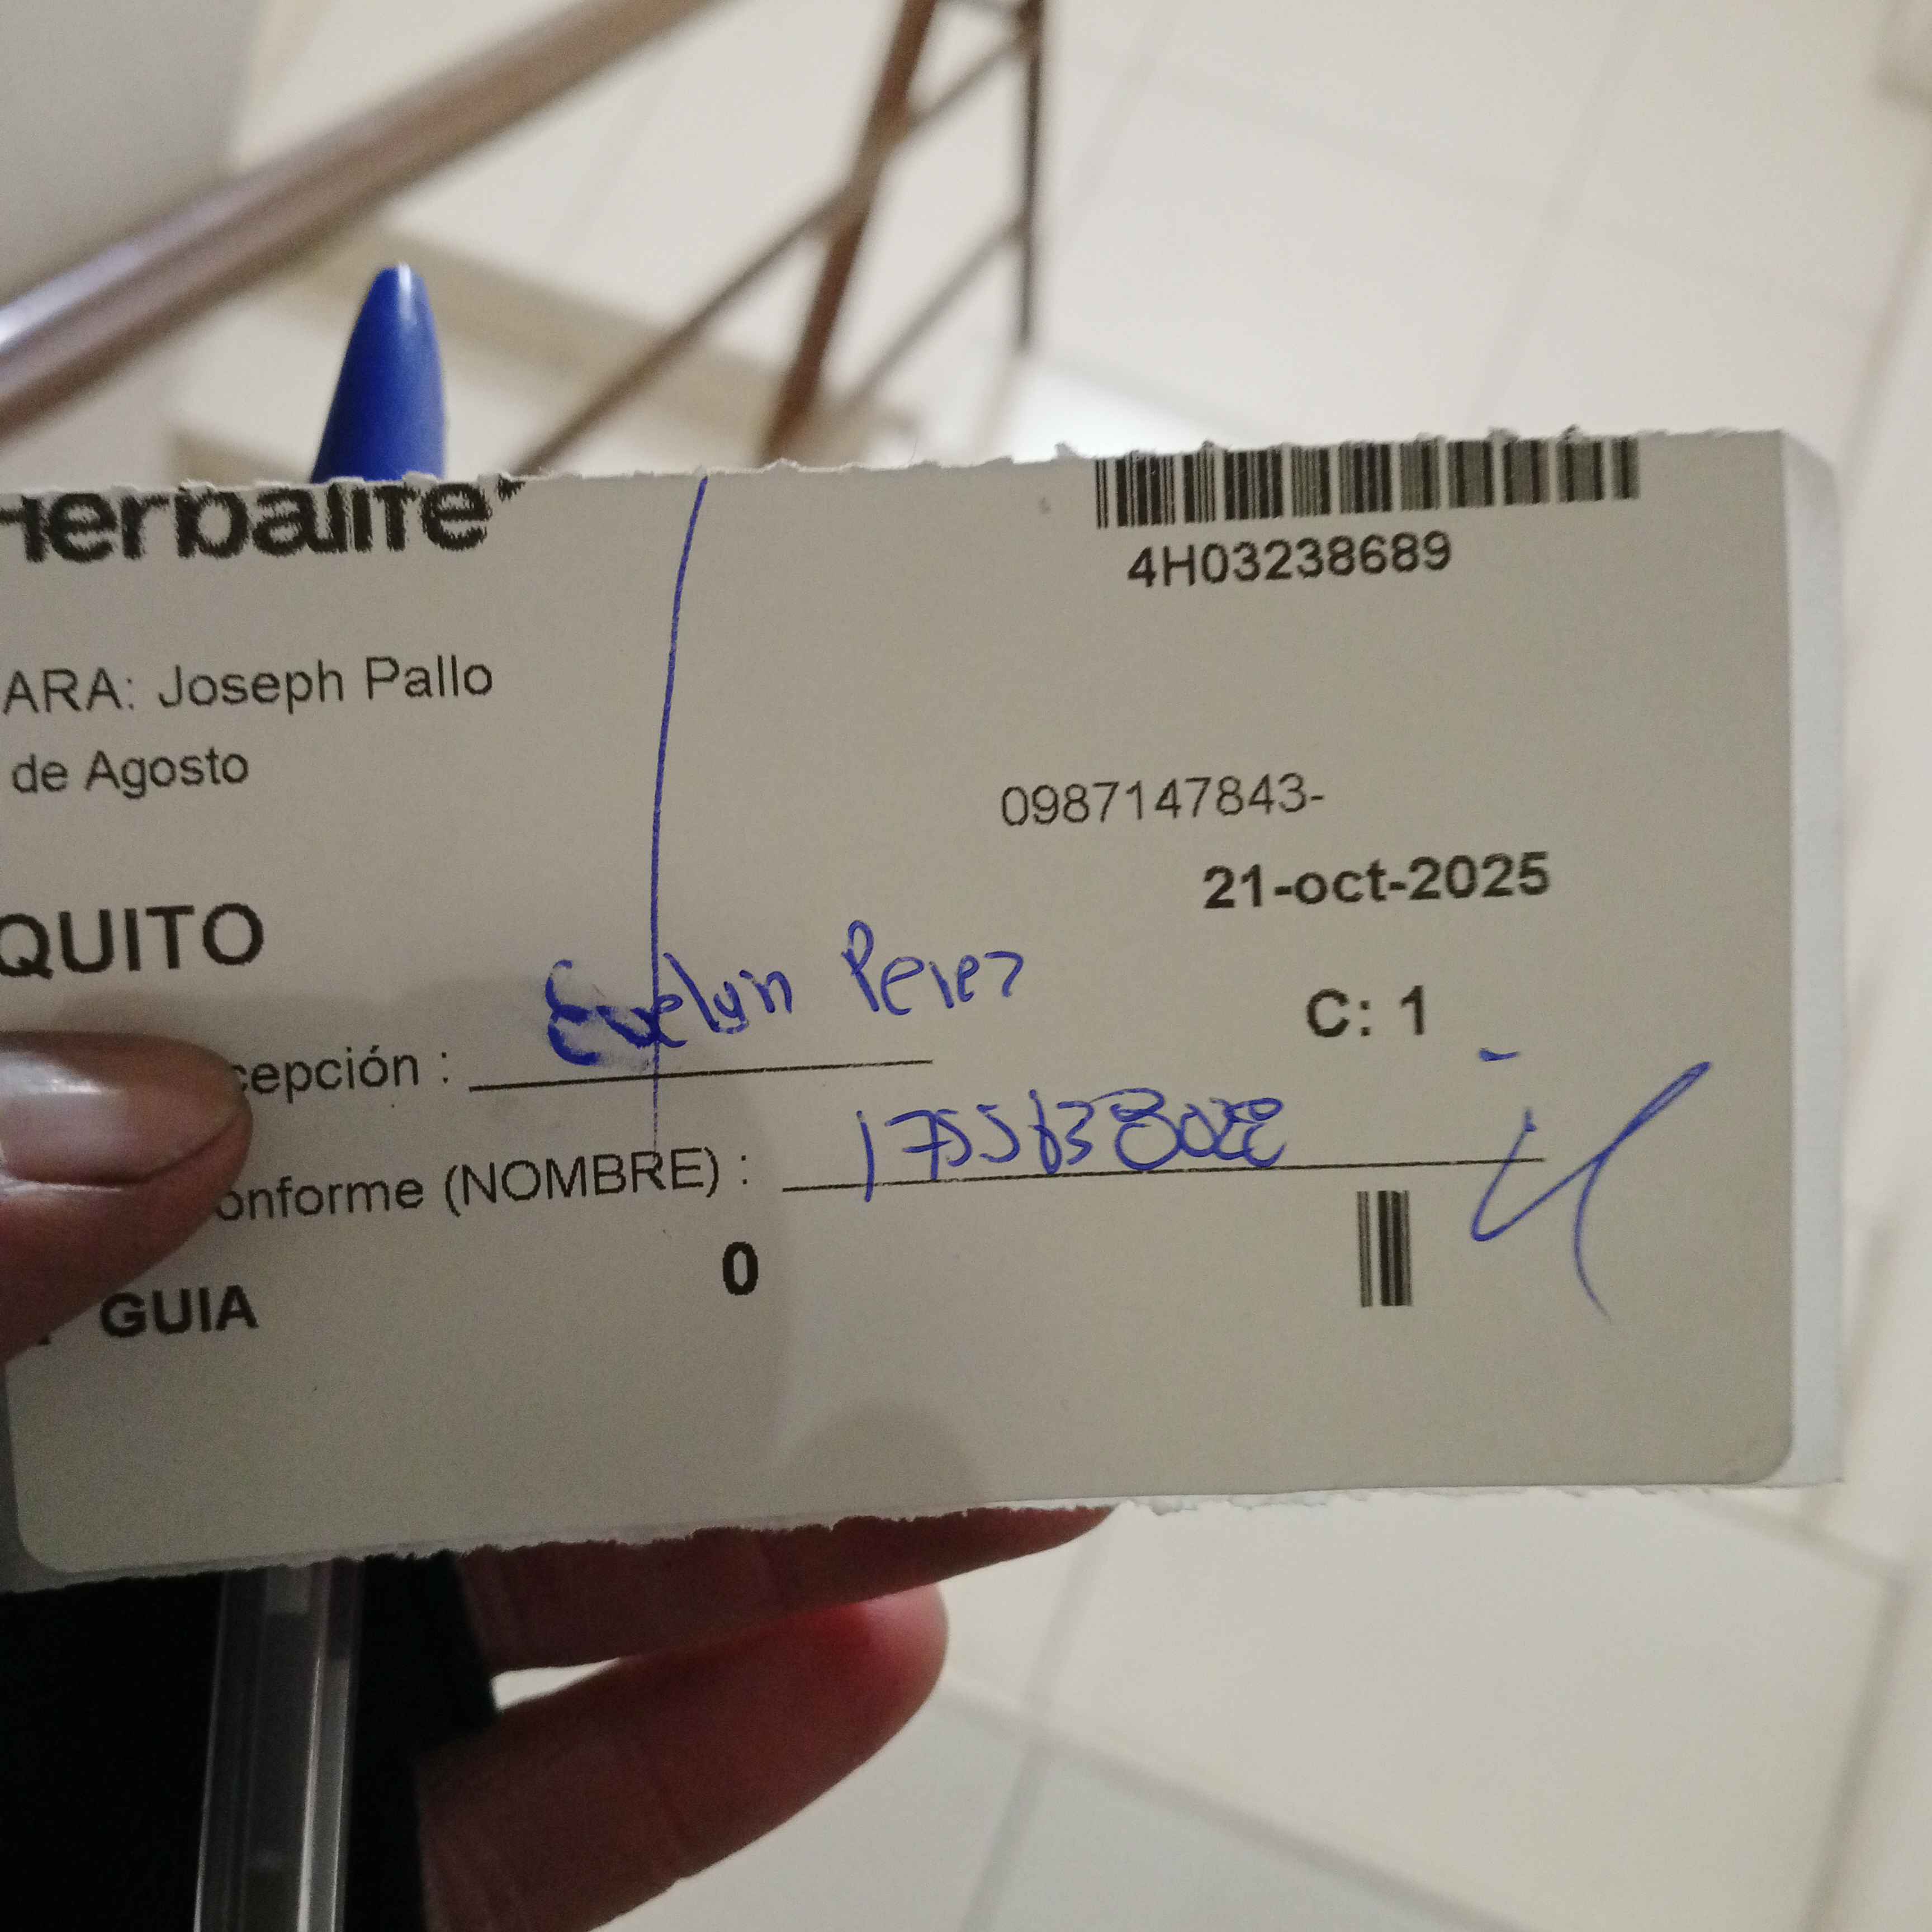 Herbalife
4H03238689
ARA: Joseph Pallo
de Agosto
0987147843-
21-oct-2025
QUITO
Evelyn Perez
C: 1
cepción :
onforme (NOMBRE) :
0
GUIA